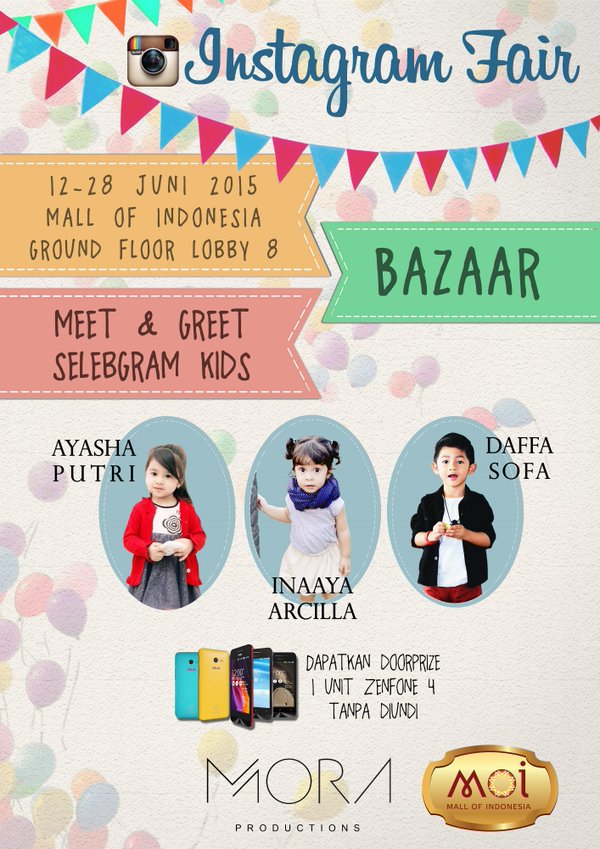 Instagram Fair
12-28 JUNI 2015
MALL OF INDONESIA
GROUND FLOOR LOBBY 8
BAZAAR
MEET & GREET
SELEBGRAM KIDS
AYASHA
PUTRI
INAAYA
ARCILLA
DAFFA
SOFA
DAPATKAN DOORPRIZE
1 UNIT ZENFONE 4
TANPA DIUNDI
MORA
PRODUCTIONS
MOI
MALL OF INDONESIA